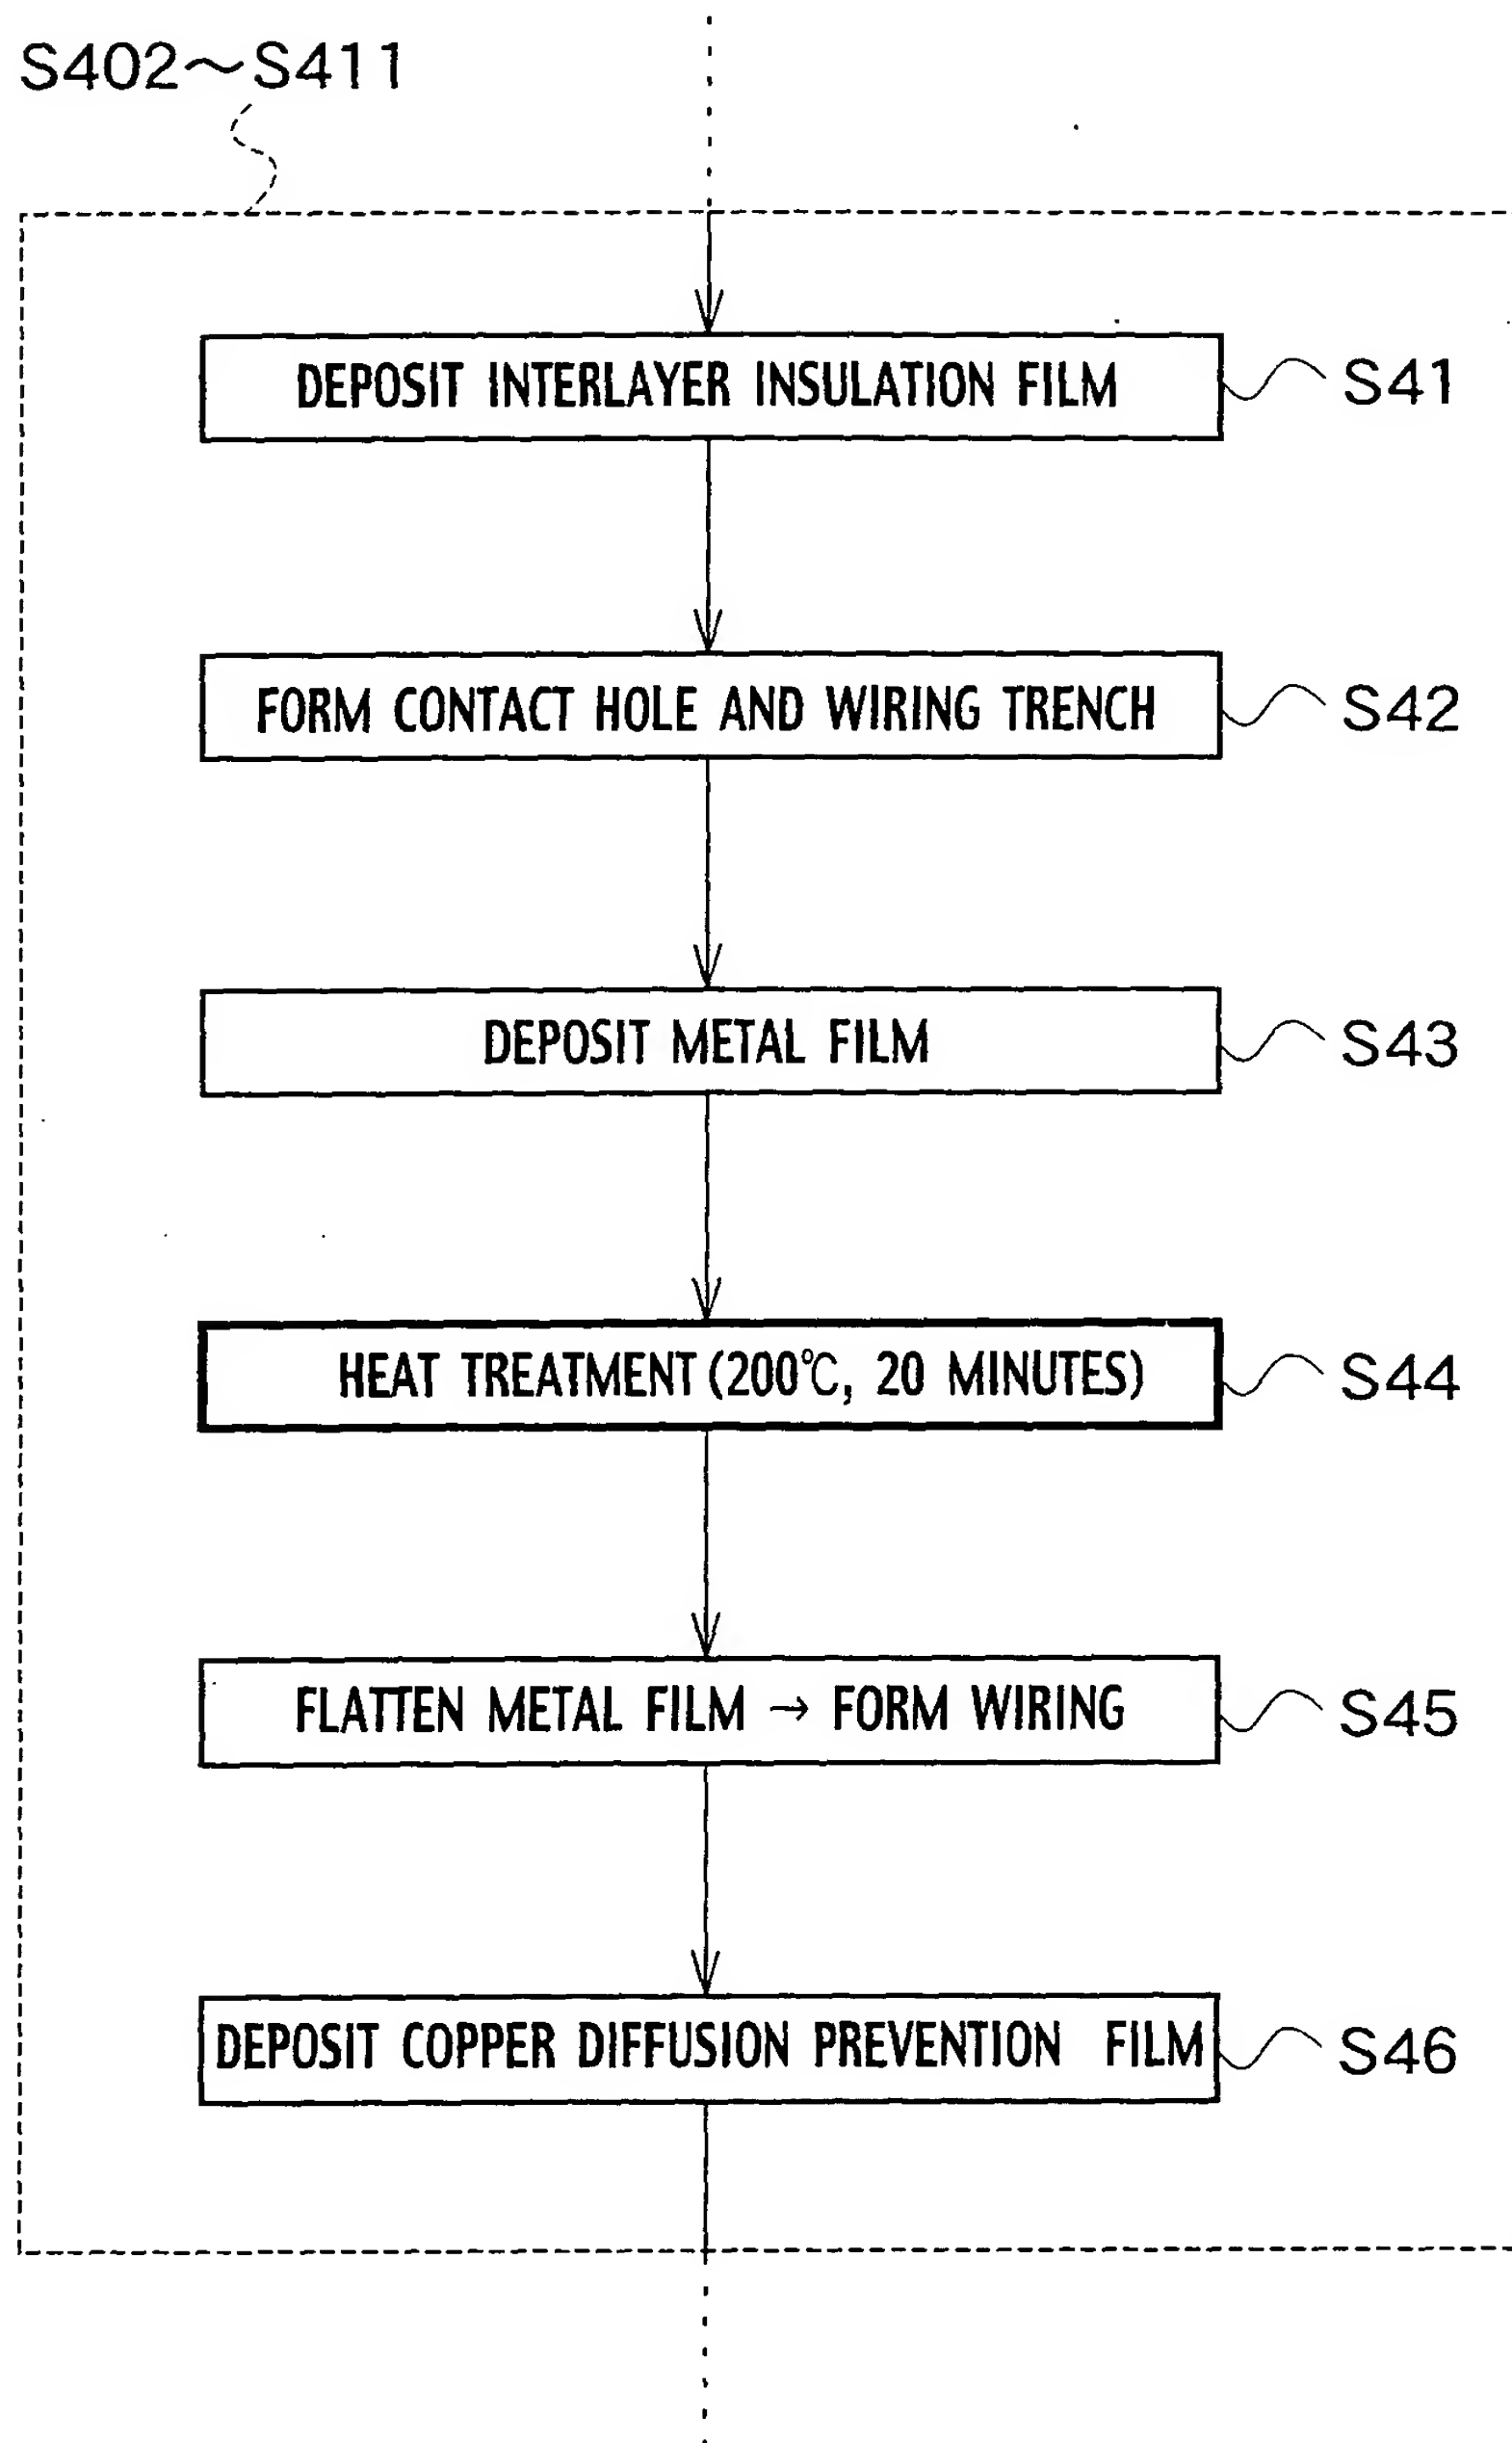 S402～S411
DEPOSIT INTERLAYER INSULATION FILM
S41
FORM CONTACT HOLE AND WIRING TRENCH
S42
DEPOSIT METAL FILM
S43
HEAT TREATMENT (200℃, 20 MINUTES)
S44
FLATTEN METAL FILM → FORM WIRING
S45
DEPOSIT COPPER DIFFUSION PREVENTION FILM
S46